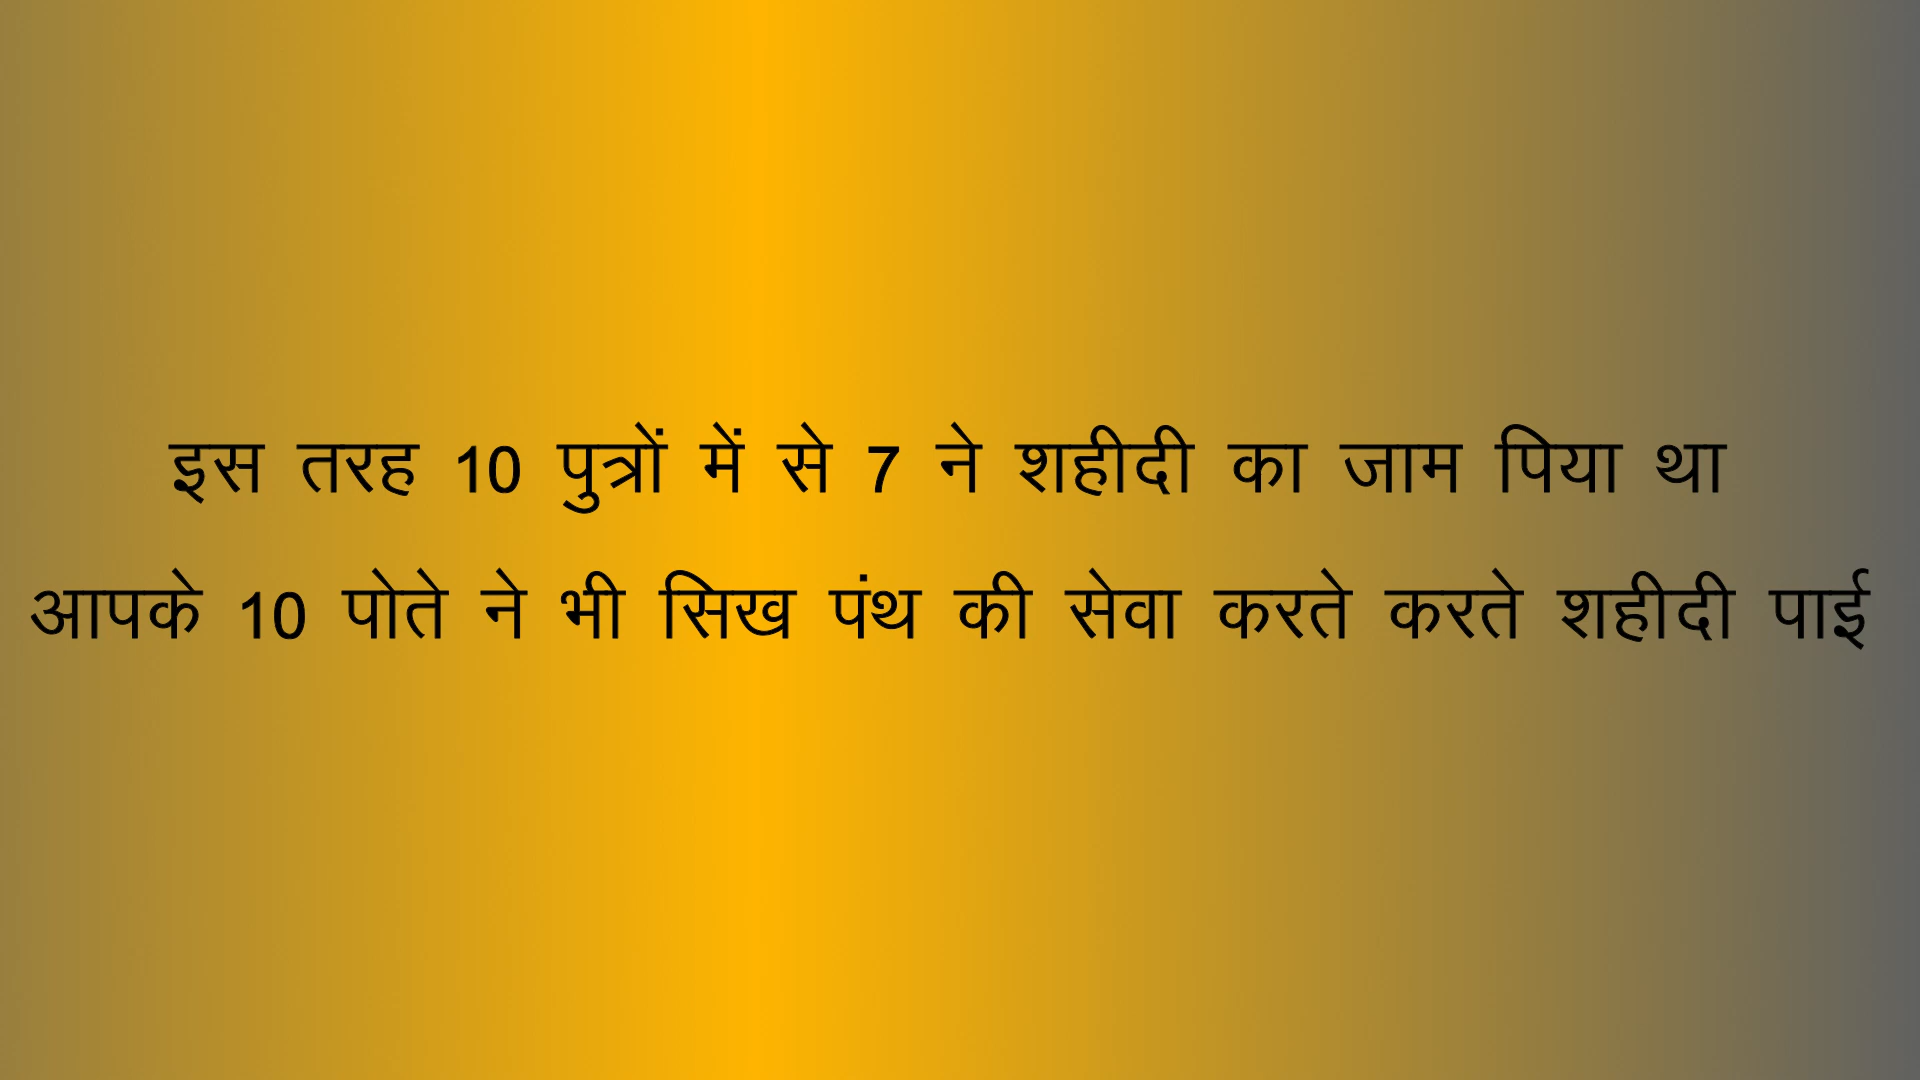 इस तरह 10 पुत्रों में से 7 ने शहीदी का जाम पिया था
आपके 10 पोते ने भी सिख पंथ की सेवा करते करते शहीदी पाई